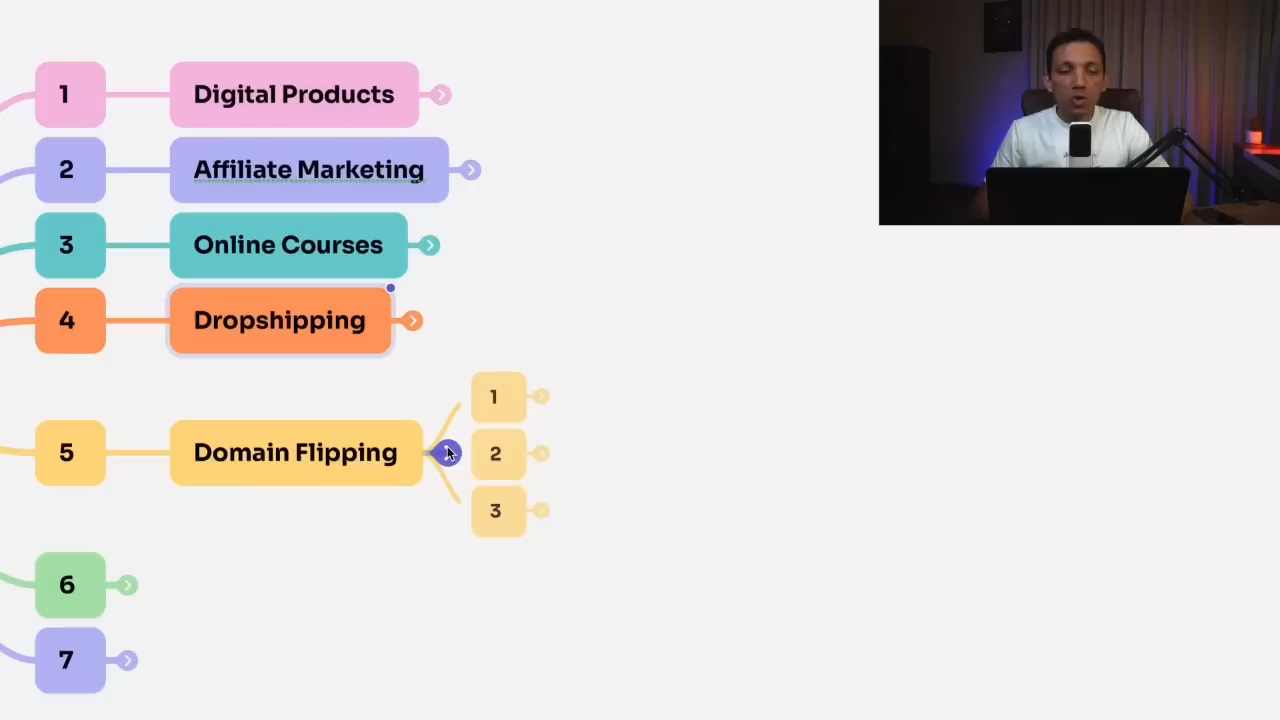 1 Digital Products
2 Affiliate Marketing
3 Online Courses
4 Dropshipping
1
5 Domain Flipping 2
3
6
7